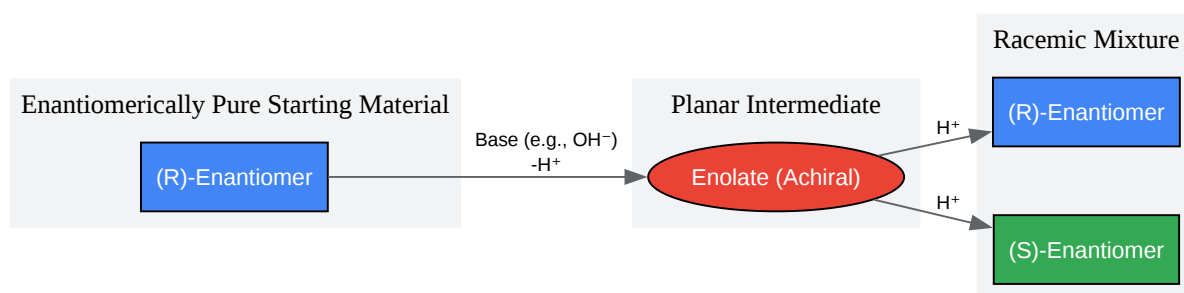 Enantiomerically Pure Starting Material
(R)-Enantiomer
Base (e.g., OH⁻)
-H⁺
Planar Intermediate
Enolate (Achiral)
H⁺
H⁺
Racemic Mixture
(R)-Enantiomer
(S)-Enantiomer